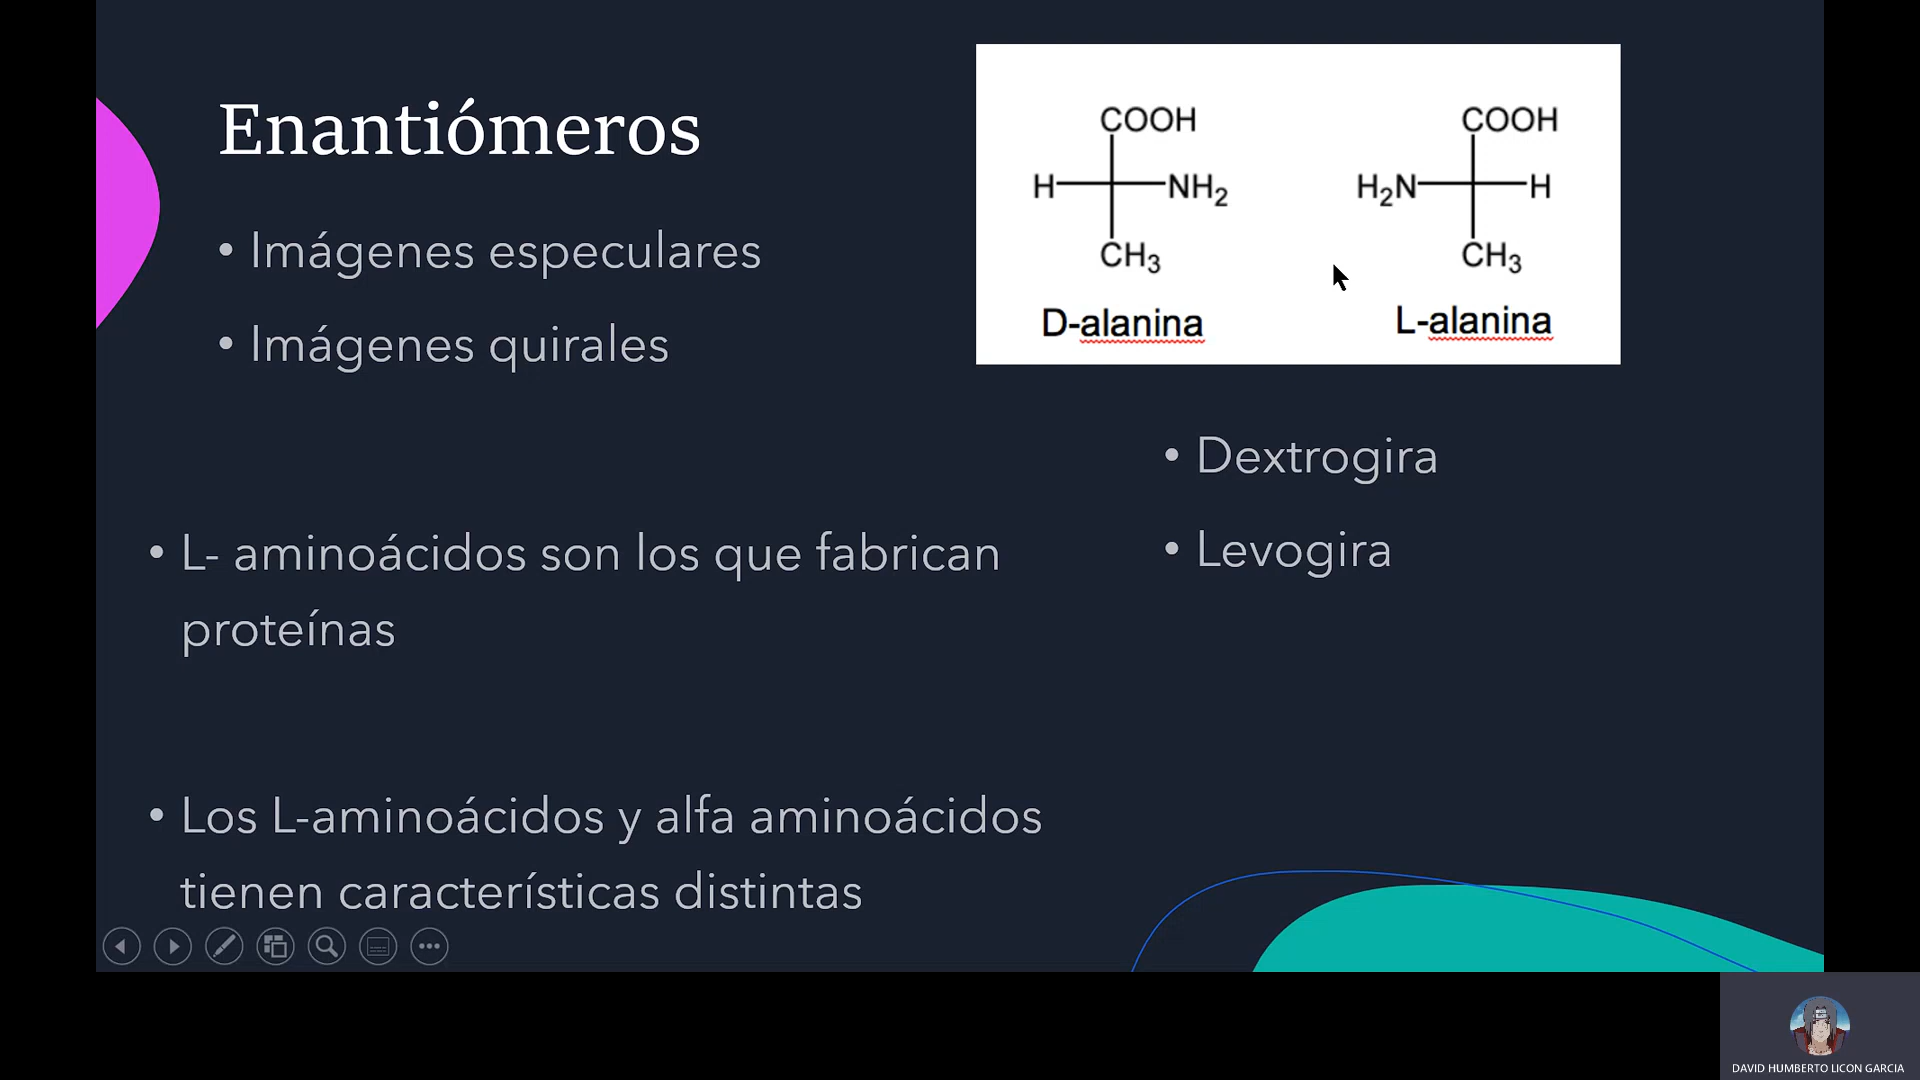 Enantiómeros
• Imágenes especulares
• Imágenes quirales
• L- aminoácidos son los que fabrican
proteínas
• Los L-aminoácidos y alfa aminoácidos
tienen características distintas
COOH
H
NH2
CH3
D-alanina
COOH
H2N
H
CH3
L-alanina
• Dextrogira
• Levogira
DAVID HUMBERTO LICON GARCIA